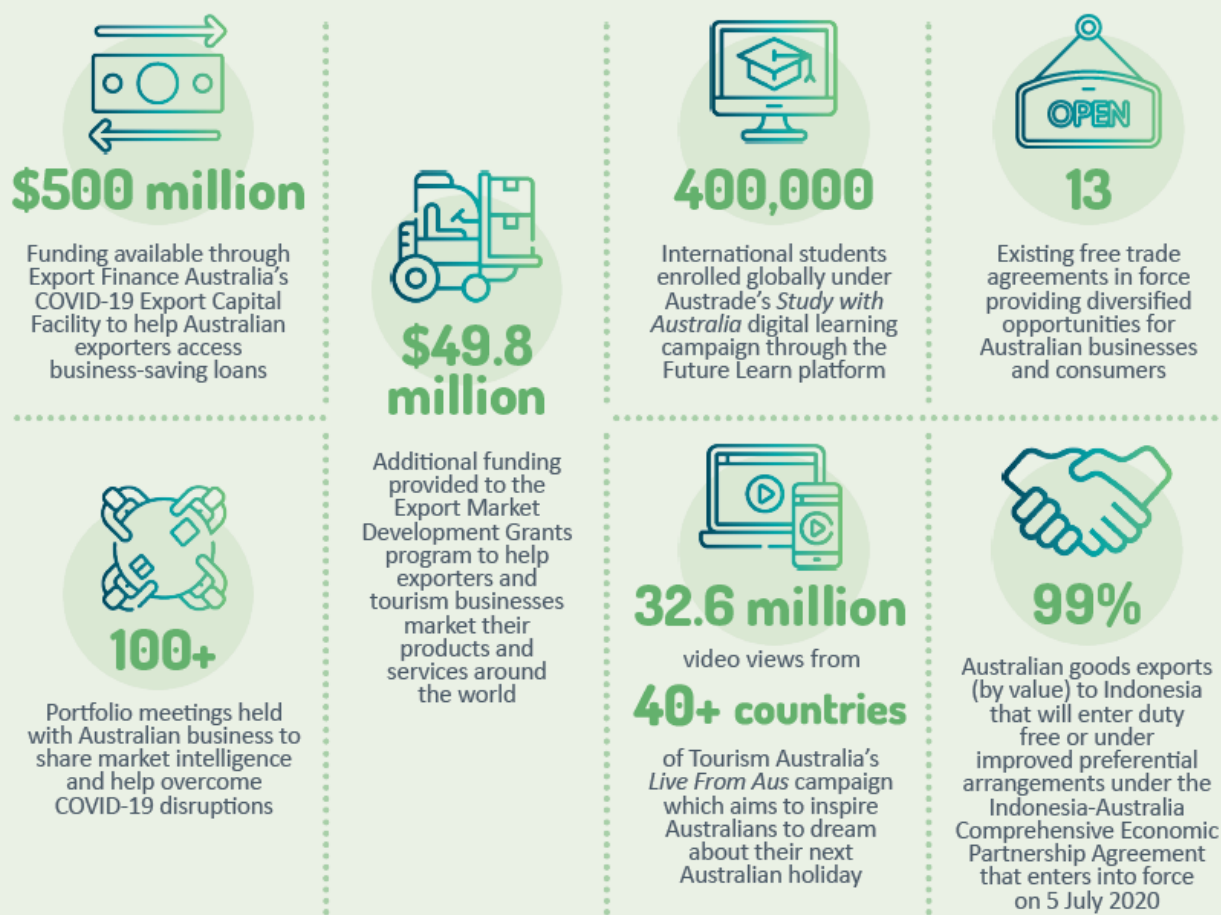 $500 million
Funding available through
Export Finance Australia's
COVID-19 Export Capital
Facility to help Australian
exporters access
business-saving loans
100+
Portfolio meetings held
with Australian business to
share market intelligence
and help overcome
COVID-19 disruptions
$49.8
million
Additional funding
provided to the
Export Market
Development Grants
program to help
exporters and
tourism businesses
market their
products and
services around
the world
400,000
International students
enrolled globally under
Austrade's Study with
Australia digital learning
campaign through the
Future Learn platform
32.6 million
video views from
40+ countries
of Tourism Australia's
Live From Aus campaign
which aims to inspire
Australians to dream
about their next
Australian holiday
OPEN
13
Existing free trade
agreements in force
providing diversified
opportunities for
Australian businesses
and consumers
99%
Australian goods exports
(by value) to Indonesia
that will enter duty
free or under
improved preferential
arrangements under the
Indonesia-Australia
Comprehensive Economic
Partnership Agreement
that enters into force
on 5 July 2020